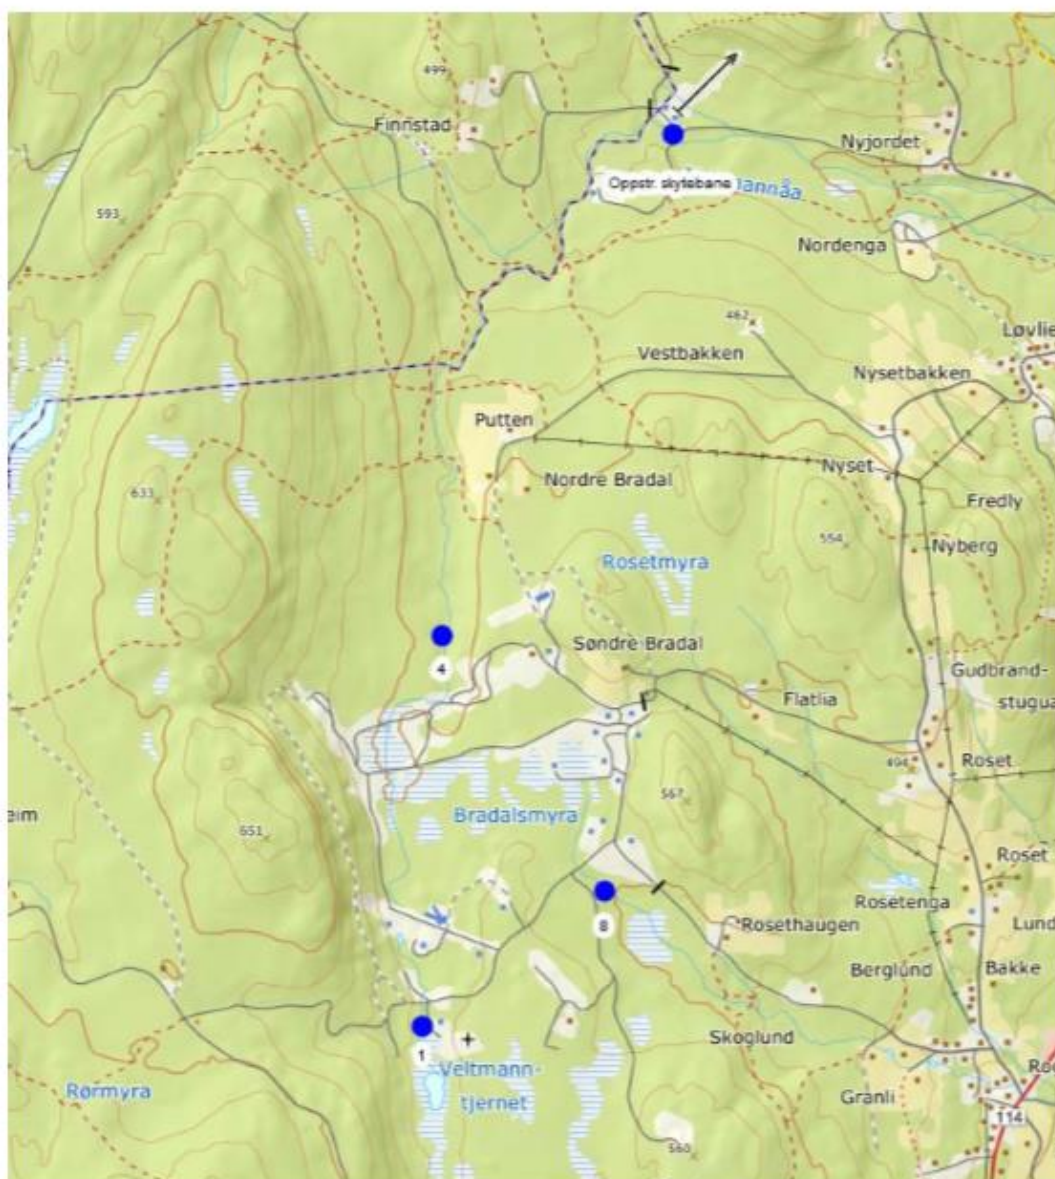 499
Finnstad
Nyjordet
Oppstr. skytebane
593
Nordenga
462
Løvlie
Vestbakken
Nysetbakken
Putten
Nyset
Nordre Bradal
633
Fredly
554
Nyberg
Rosetmyra
Søndre Bradal
4
Gudbrand-
stugua
Flatlia
494
Roset
567
Bradalsmyra
eim
651
Roset
Rosetenga
8
Rosethaugen
Lund
Berglund
Bakke
Skoglund
1
Veltmann-
tjernet
Rørmyra
Granli
114
560